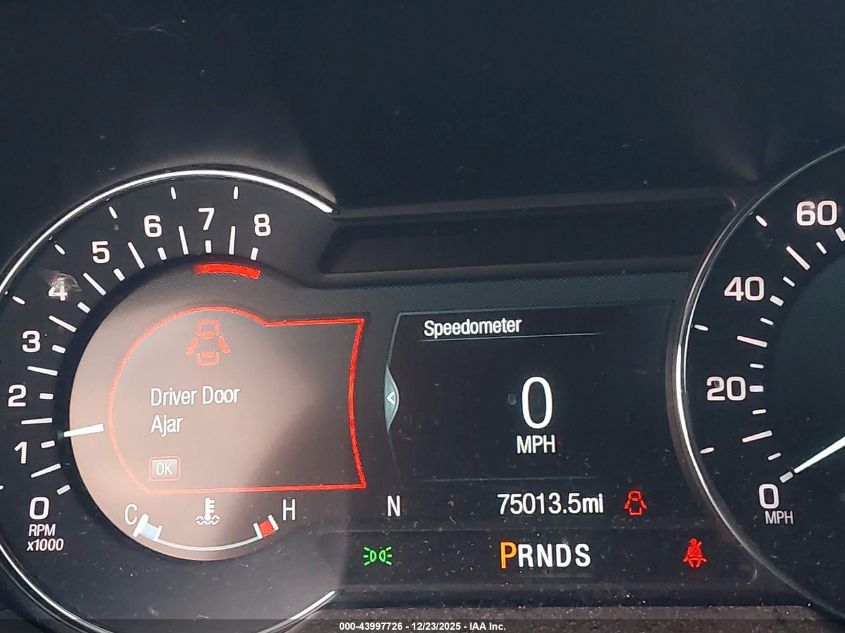 0
1
2
3
4
5
6
7
8
RPM
x1000
Driver Door
Ajar
OK
C
H
Speedometer
0
MPH
N
75013.5mi
PRNDS
0
20
40
60
MPH
000-43997726 - 12/23/2025 - IAA Inc.